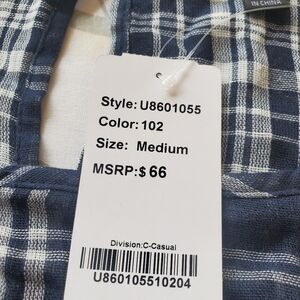 IN CHINA
Style: U8601055
Color: 102
Size: Medium
MSRP:$ 66
Division:C-Casual
U860105510204